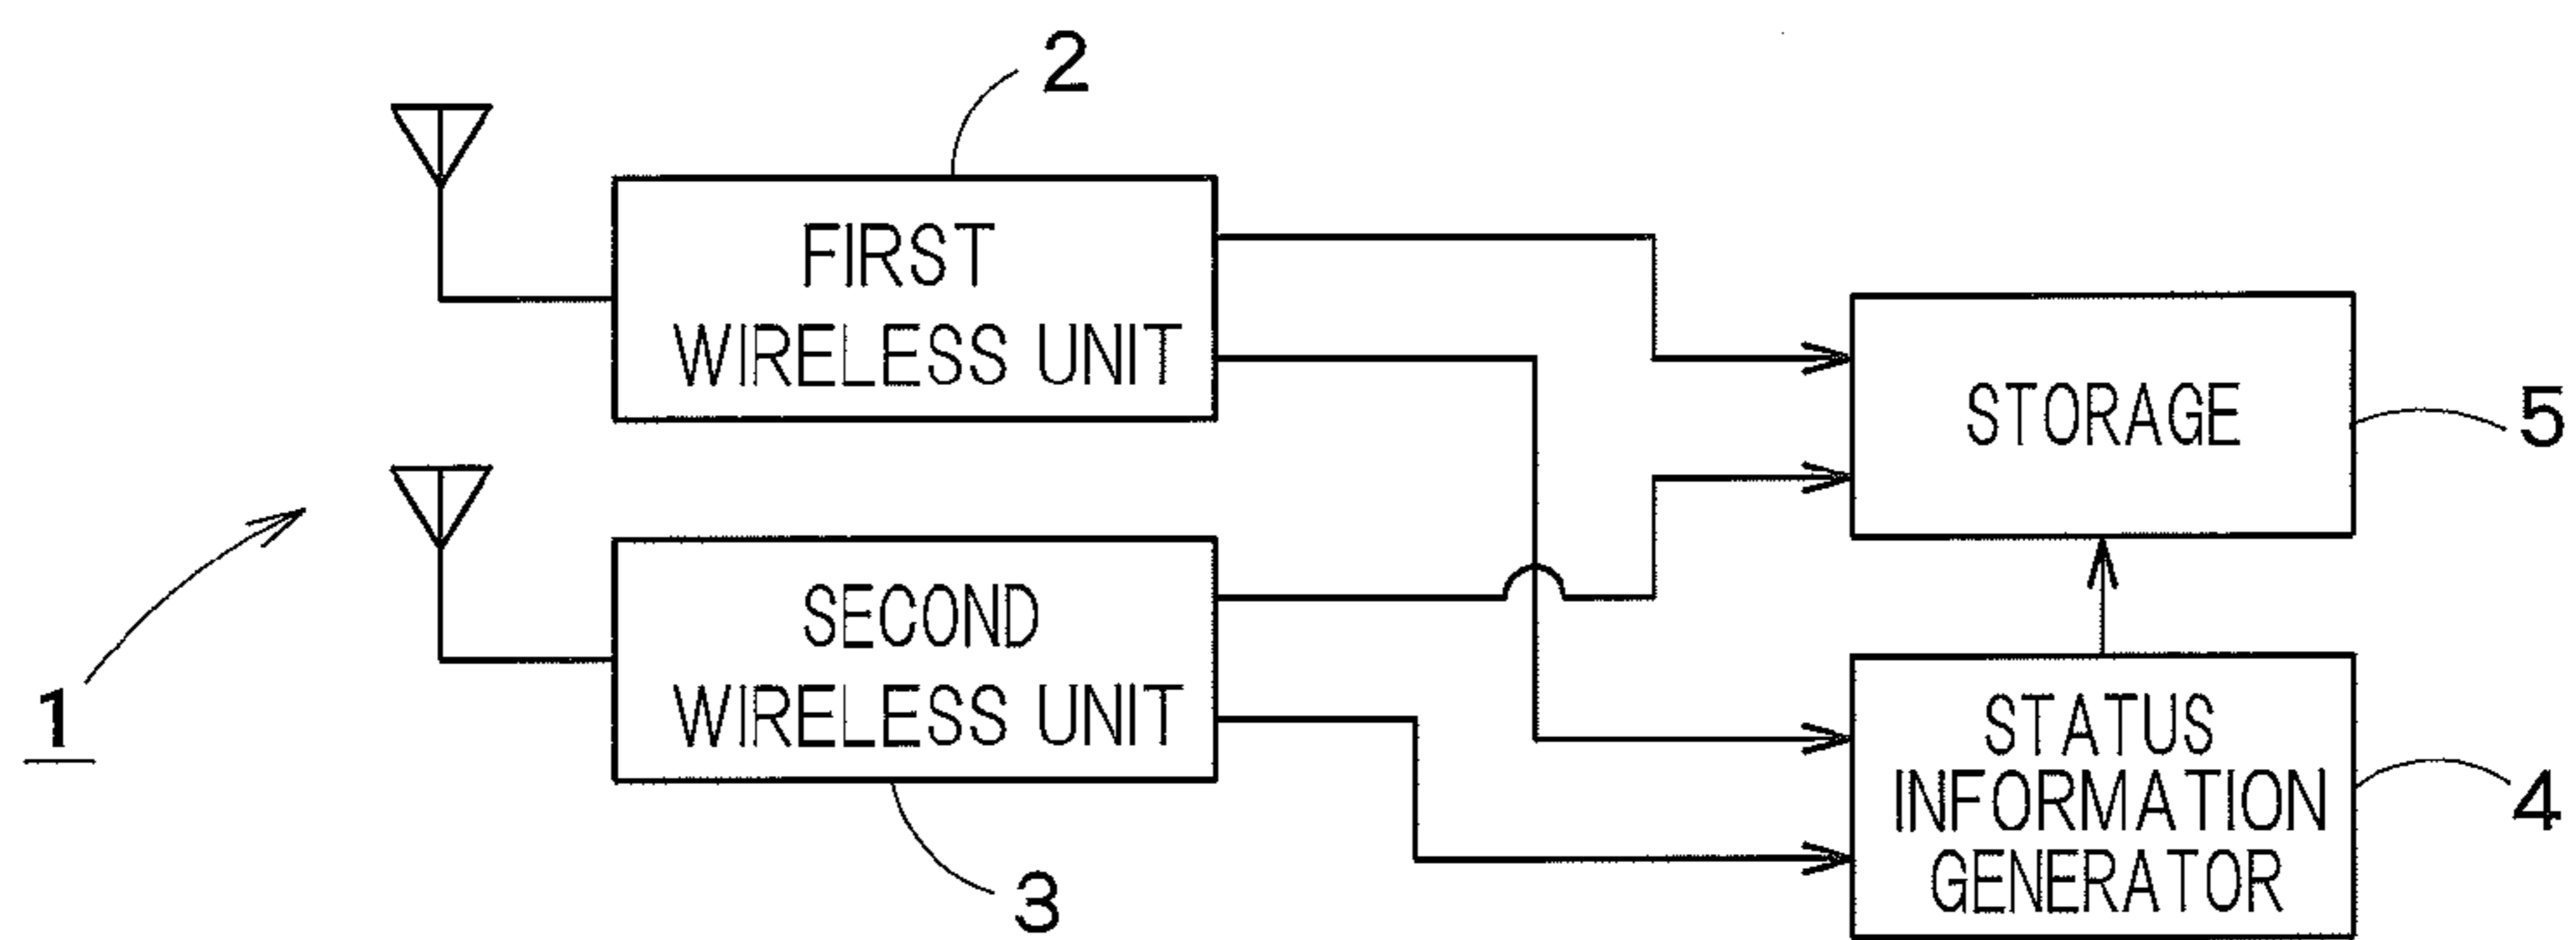 2
FIRST
WIRELESS UNIT
STORAGE
5
SECOND
WIRELESS UNIT
1
STATUS
INFORMATION
GENERATOR
4
3